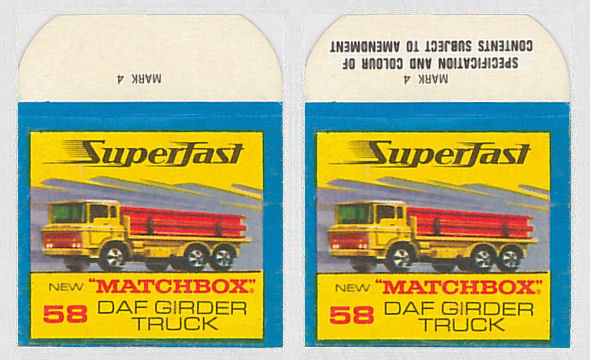 MARK 4
SuperFast
NEW "MATCHBOX"®
58 DAF GIRDER
TRUCK
SPECIFICATION AND COLOUR OF
CONTENTS SUBJECT TO AMENDMENT
MARK 4
SuperFast
NEW "MATCHBOX"®
58 DAF GIRDER
TRUCK